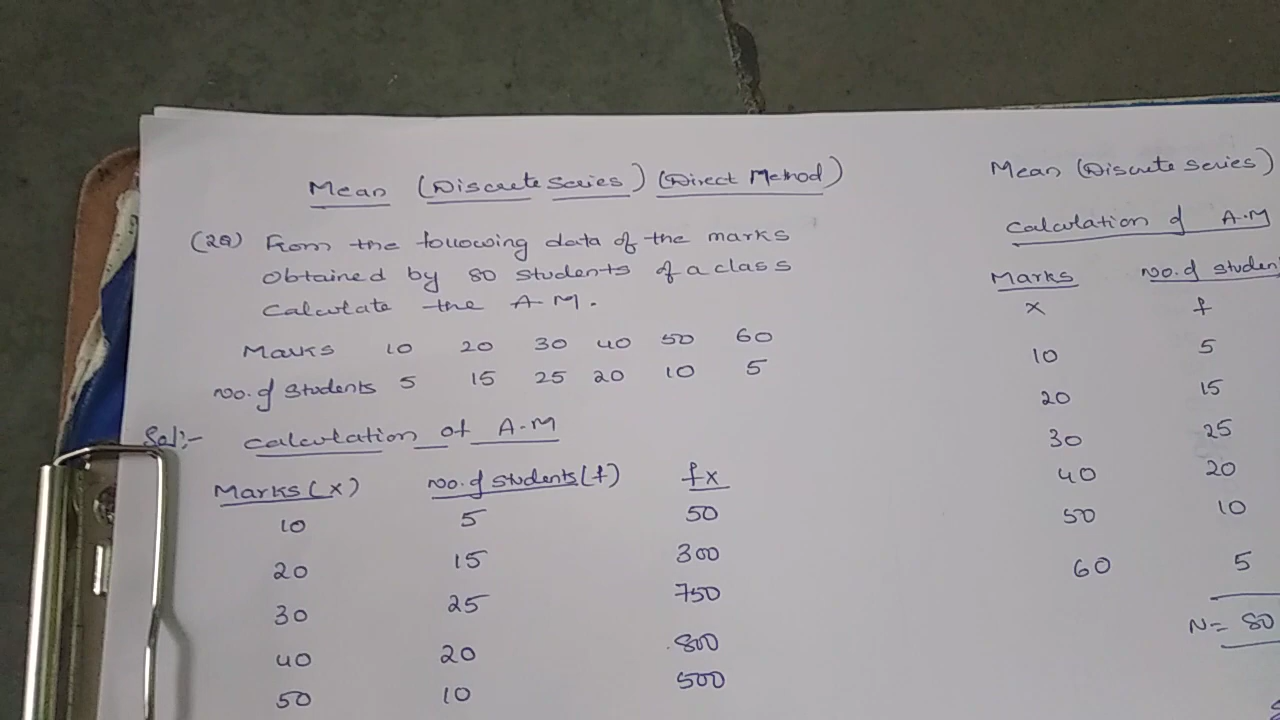 Mean (Discrete series) (Direct Method)
(2Q) From the following data of the marks
obtained by 80 students of a class
calculate the A.M.
Marks 10 20 30 40 50 60
No. of students 5 15 25 20 10 5
Sol:- calculation of A.M
Marks (x) No. of students (f) fx
10 5 50
20 15 300
30 25 750
40 20 800
50 10 500
Mean (Discrete series)
calculation of A.M
Marks No. of student
x f
10 5
20 15
30 25
40 20
50 10
60 5
N= 80